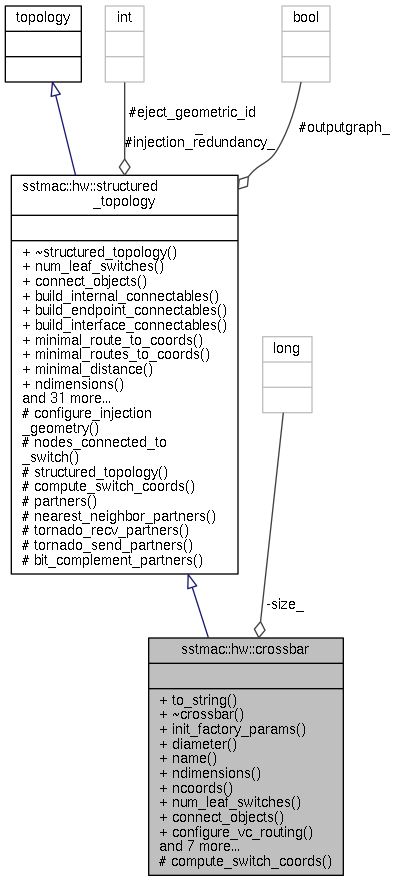 topology
int
bool
#eject_geometric_id
_
#injection_redundancy_
#outputgraph_
sstmac::hw::structured
_topology
+ ~structured_topology()
+ num_leaf_switches()
+ connect_objects()
+ build_internal_connectables()
+ build_endpoint_connectables()
+ build_interface_connectables()
+ minimal_route_to_coords()
+ minimal_routes_to_coords()
+ minimal_distance()
+ ndimensions()
and 31 more...
# configure_injection
_geometry()
# nodes_connected_to
_switch()
# structured_topology()
# compute_switch_coords()
# partners()
# nearest_neighbor_partners()
# tornado_recv_partners()
# tornado_send_partners()
# bit_complement_partners()
long
-size_
sstmac::hw::crossbar
+ to_string()
+ ~crossbar()
+ init_factory_params()
+ diameter()
+ name()
+ ndimensions()
+ ncoords()
+ num_leaf_switches()
+ connect_objects()
+ configure_vc_routing()
and 7 more...
# compute_switch_coords()